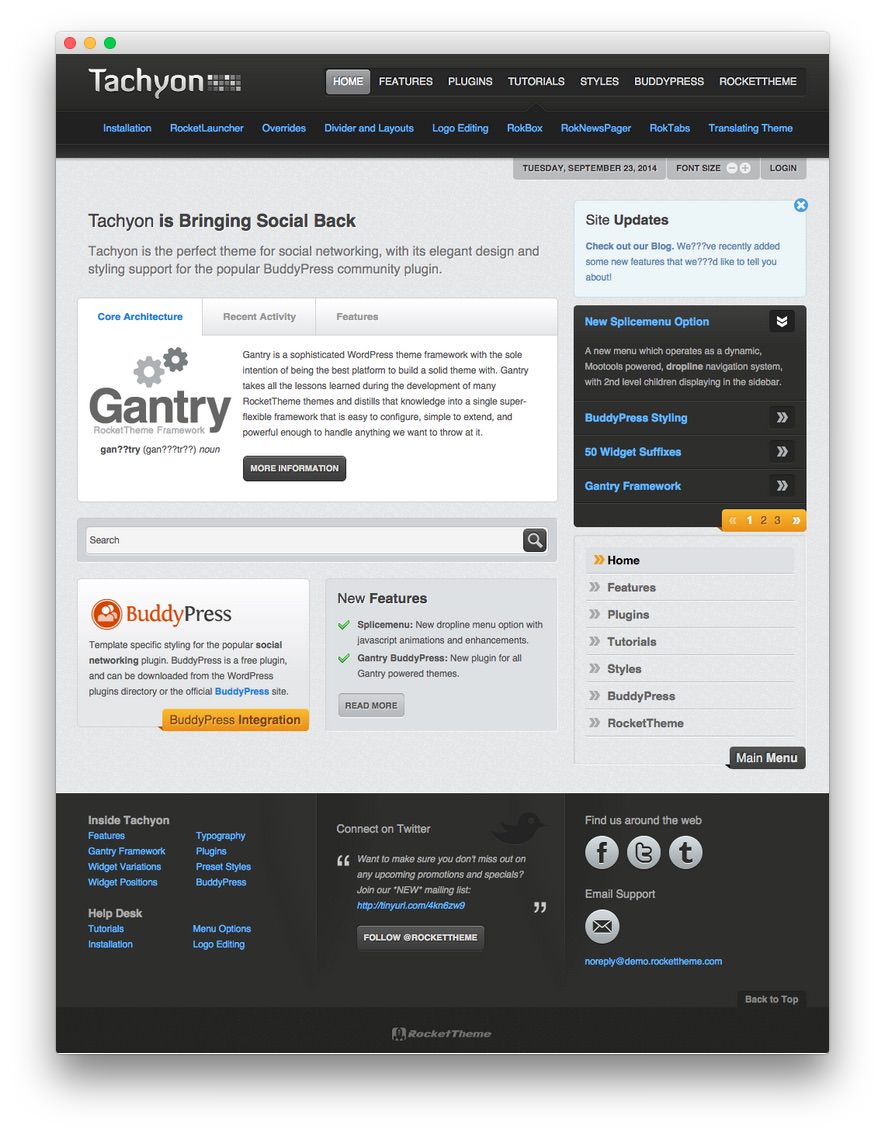 Tachyon
HOME FEATURES PLUGINS TUTORIALS STYLES BUDDYPRESS ROCKETTHEME
Installation RocketLauncher Overrides Divider and Layouts Logo Editing RokBox RokNewsPager RokTabs Translating Theme
TUESDAY, SEPTEMBER 23, 2014 FONT SIZE LOGIN
Tachyon is Bringing Social Back
Tachyon is the perfect theme for social networking, with its elegant design and
styling support for the popular BuddyPress community plugin.
Core Architecture Recent Activity Features
Gantry
RocketTheme Framework
gan??try (gan???tr??) noun
Gantry is a sophisticated WordPress theme framework with the sole
intention of being the best platform to build a solid theme with. Gantry
takes all the lessons learned during the development of many
RocketTheme themes and distills that knowledge into a single super-
flexible framework that is easy to configure, simple to extend, and
powerful enough to handle anything we want to throw at it.
MORE INFORMATION
Search
BuddyPress
Template specific styling for the popular social
networking plugin. BuddyPress is a free plugin,
and can be downloaded from the WordPress
plugins directory or the official BuddyPress site.
BuddyPress Integration
New Features
Splicemenu: New dropline menu option with
javascript animations and enhancements.
Gantry BuddyPress: New plugin for all
Gantry powered themes.
READ MORE
Site Updates
Check out our Blog. We???ve recently added
some new features that we???d like to tell you
about!
New Splicemenu Option
A new menu which operates as a dynamic,
Mootools powered, dropline navigation system,
with 2nd level children displaying in the sidebar.
BuddyPress Styling
50 Widget Suffixes
Gantry Framework
« 1 2 3 »
Home
Features
Plugins
Tutorials
Styles
BuddyPress
RocketTheme
Main Menu
Inside Tachyon
Features Typography
Gantry Framework Plugins
Widget Variations Preset Styles
Widget Positions BuddyPress
Help Desk
Tutorials Menu Options
Installation Logo Editing
Connect on Twitter
“ Want to make sure you don't miss out on
any upcoming promotions and specials?
Join our "NEW" mailing list:
http://tinyurl.com/4kn6zw9 ”
FOLLOW @ROCKETTHEME
Find us around the web
f t t
Email Support
noreply@demo.rockettheme.com
Back to Top
RocketTheme